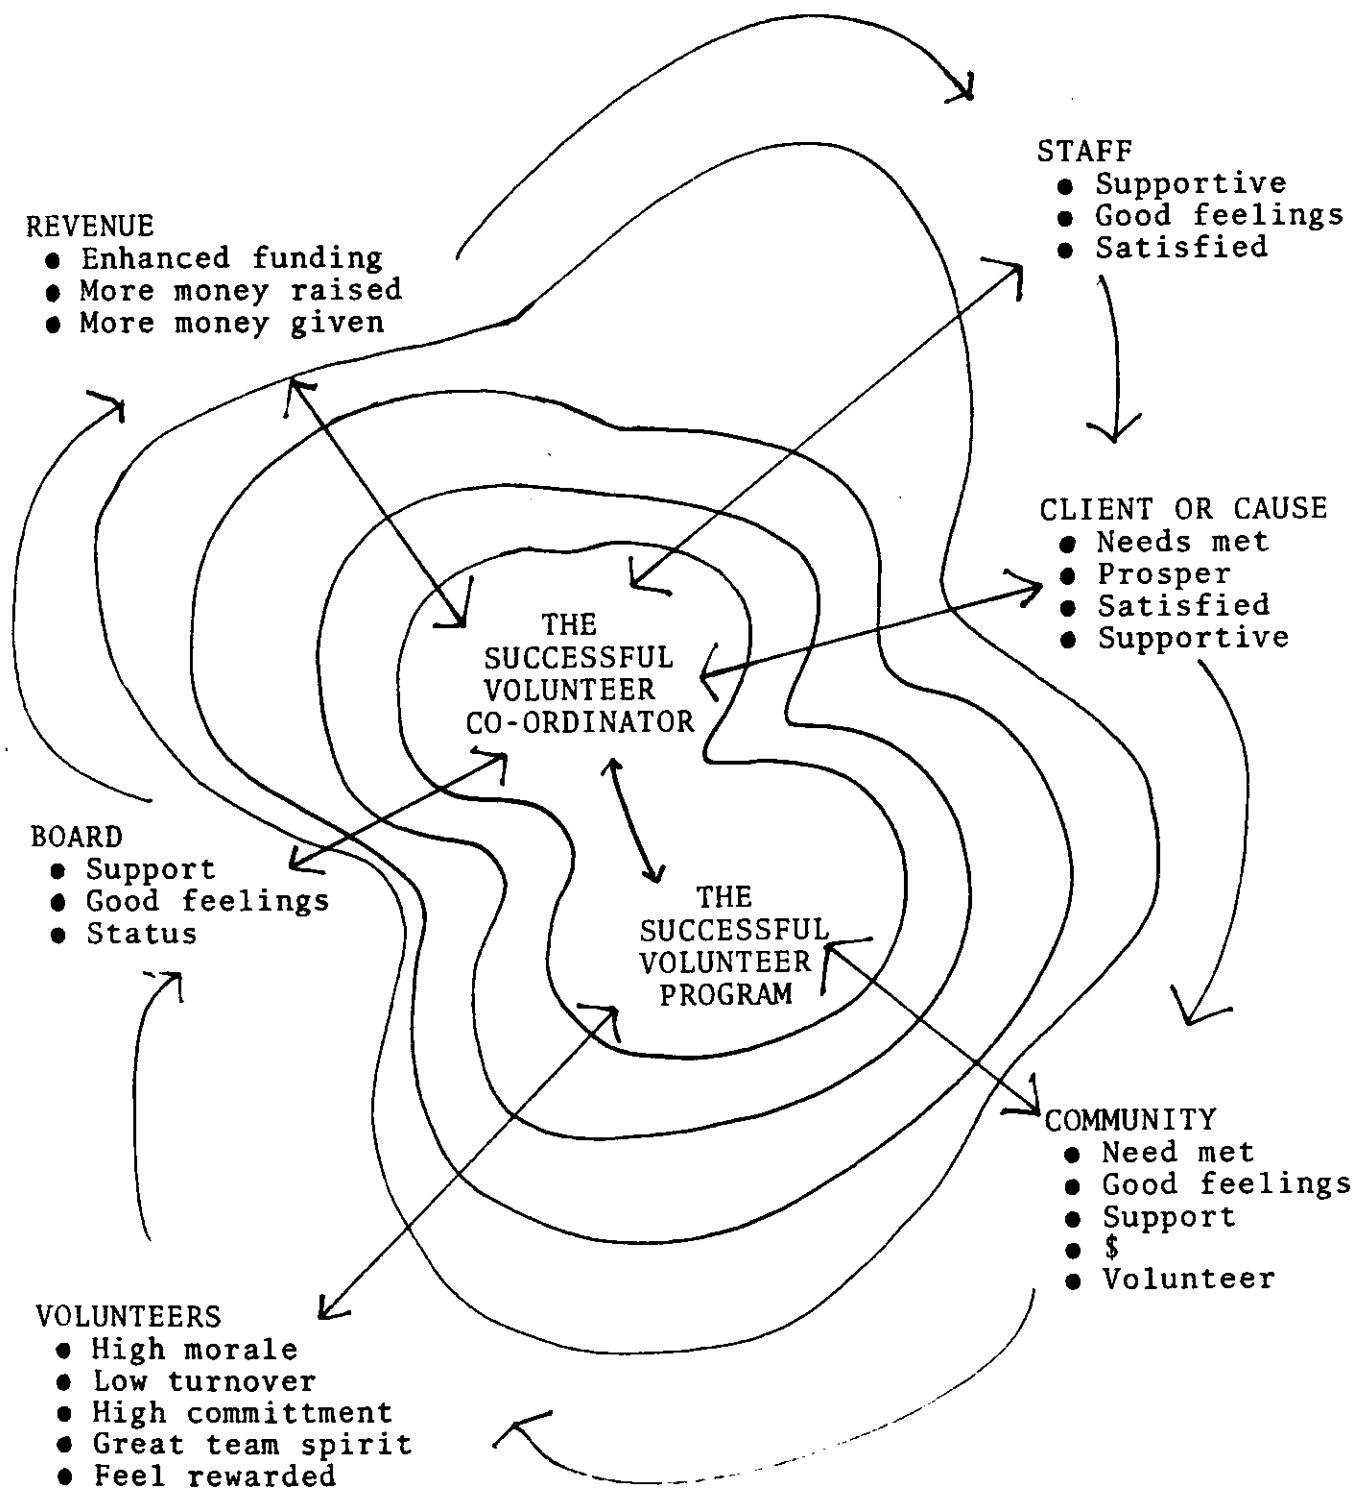 STAFF
● Supportive
● Good feelings
● Satisfied
REVENUE
● Enhanced funding
● More money raised
● More money given
CLIENT OR CAUSE
● Needs met
● Prosper
● Satisfied
● Supportive
THE
SUCCESSFUL
VOLUNTEER
CO-ORDINATOR
BOARD
● Support
● Good feelings
● Status
THE
SUCCESSFUL
VOLUNTEER
PROGRAM
COMMUNITY
● Need met
● Good feelings
● Support
● $
● Volunteer
VOLUNTEERS
● High morale
● Low turnover
● High committment
● Great team spirit
● Feel rewarded